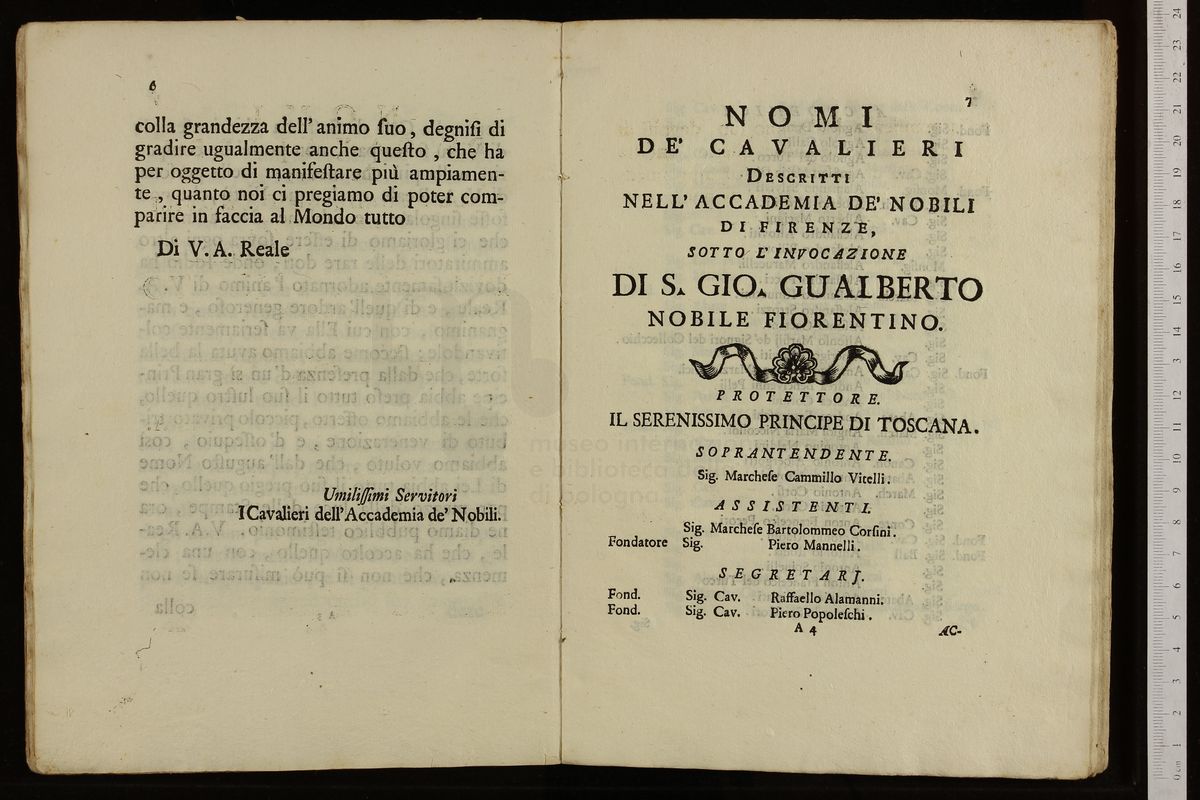 6
colla grandezza dell' animo ſuo, degniſi di
gradire ugualmente anche queſto, che ha
per oggetto di manifeſtare più ampiamen-
te, quanto noi ci pregiamo di poter com-
parire in faccia al Mondo tutto
Di V. A. Reale
Umiliſſimi Servitori
I Cavalieri dell'Accademia de' Nobili.
7
NOMI
DE' CAVALIERI
DESCRITTI
NELL' ACCADEMIA DE' NOBILI
DI FIRENZE,
SOTTO L'INVOCAZIONE
DI S. GIO. GUALBERTO
NOBILE FIORENTINO.
PROTETTORE.
IL SERENISSIMO PRINCIPE DI TOSCANA.
SOPRANTENDENTE.
Sig. Marcheſe Cammillo Vitelli.
ASSISTENTI.
Sig. Marcheſe Bartolommeo Corſini.
Fondatore Sig. Piero Mannelli.
SEGRETARJ.
Fond. Sig. Cav. Raffaello Alamanni.
Fond. Sig. Cav. Piero Popoleſchi.
A 4 AC-